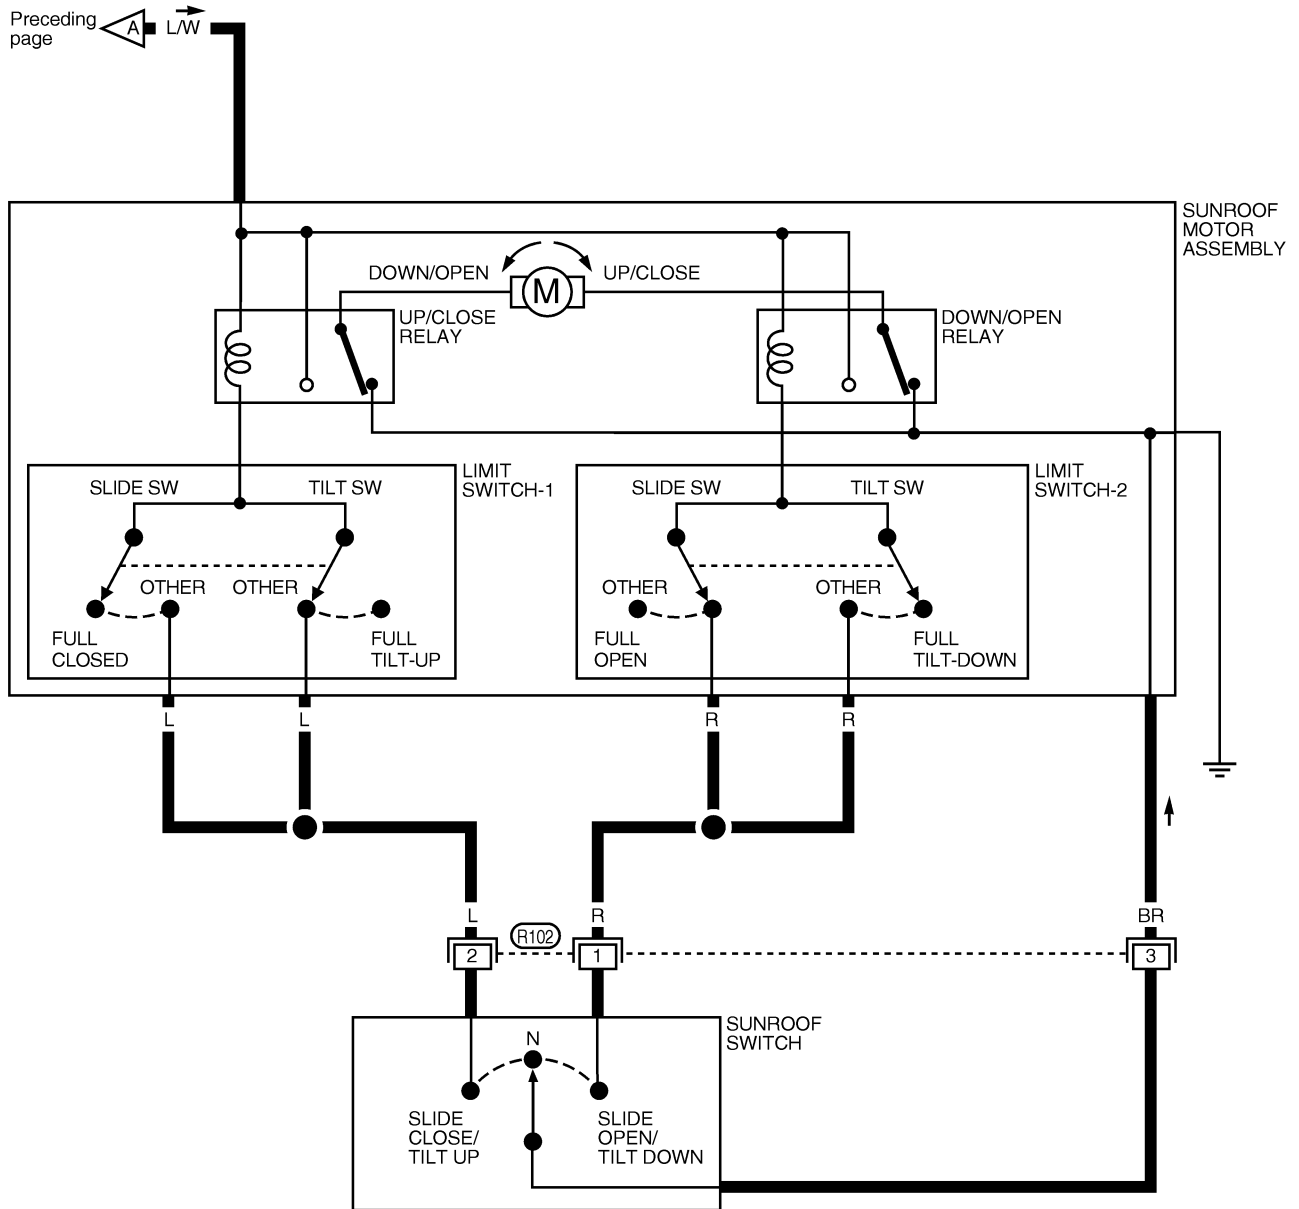 Preceding
page
A
L/W
SUNROOF
MOTOR
ASSEMBLY
DOWN/OPEN
M
UP/CLOSE
UP/CLOSE
RELAY
DOWN/OPEN
RELAY
LIMIT
SWITCH-1
SLIDE SW
TILT SW
OTHER
OTHER
FULL
CLOSED
FULL
TILT-UP
LIMIT
SWITCH-2
SLIDE SW
TILT SW
OTHER
OTHER
FULL
OPEN
FULL
TILT-DOWN
L
L
R
R
L
R
BR
R102
2
1
3
SUNROOF
SWITCH
N
SLIDE
CLOSE/
TILT UP
SLIDE
OPEN/
TILT DOWN